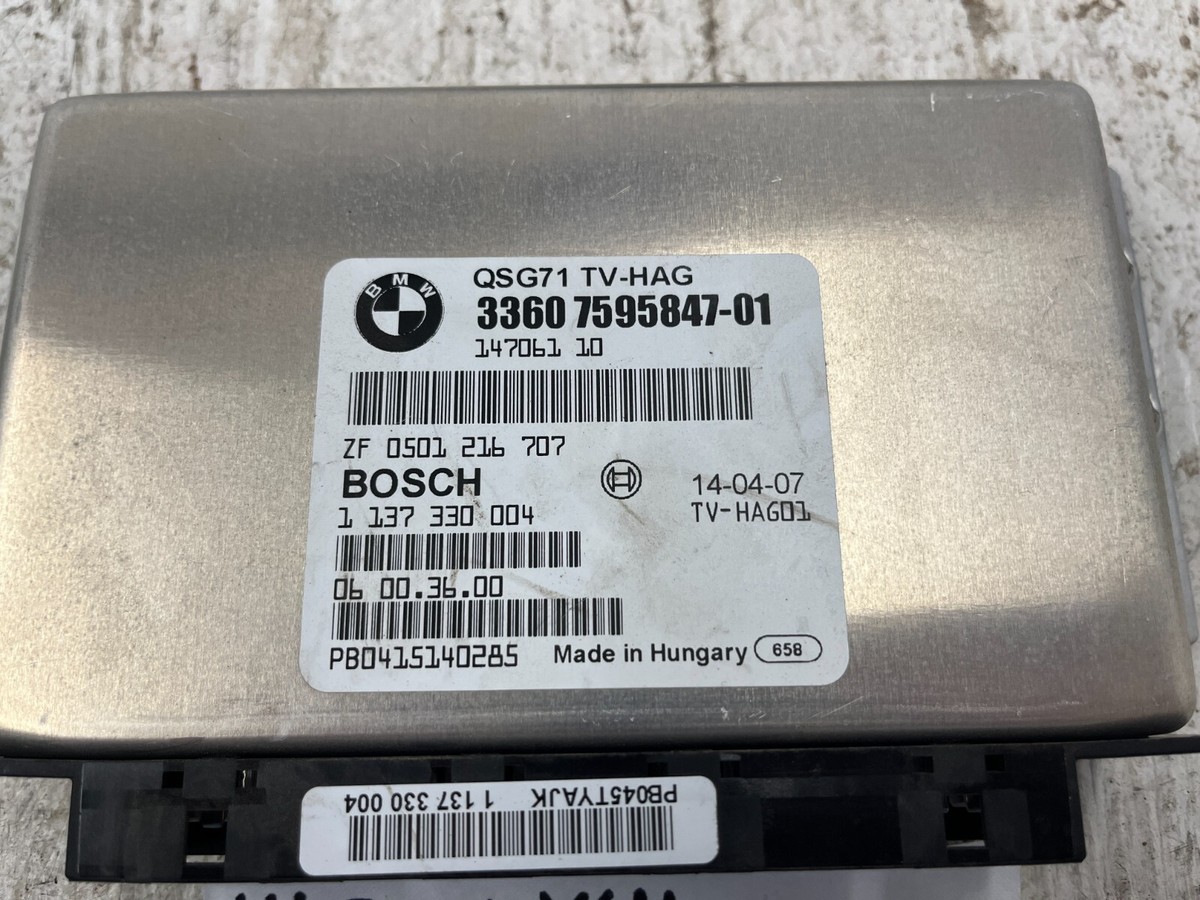 BMW
QSG71 TV-HAG
3360 7595847-01
147061 10
ZF 0501 216 707
BOSCH
14-04-07
1 137 330 004
TV-HAG01
06 00.36.00
PB0415140285
Made in Hungary 658
PB045TYAJK 1 137 330 004